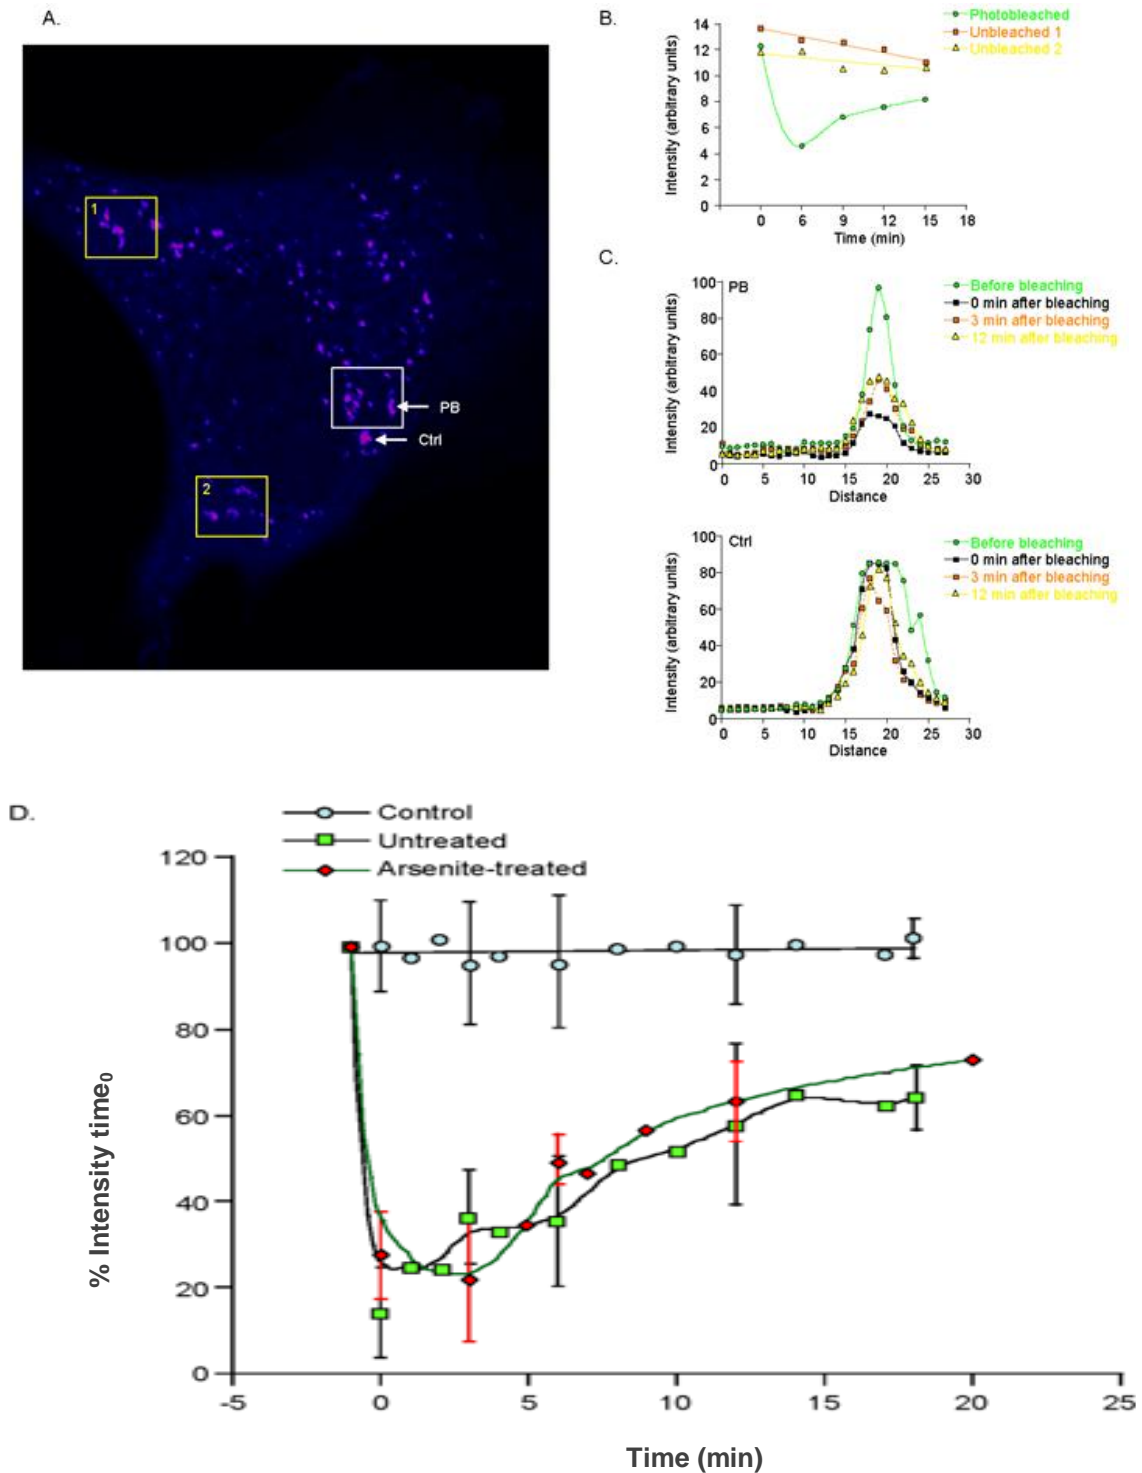 A.
1
2
PB
Ctrl
B.
Photobleached
Unbleached 1
Unbleached 2
Intensity (arbitrary units)
14
12
10
8
6
4
2
0
0 6 9 12 15 18
Time (min)
C.
PB
Before bleaching
0 min after bleaching
3 min after bleaching
12 min after bleaching
Intensity (arbitrary units)
100
80
60
40
20
0
0 5 10 15 20 25 30
Distance
Ctrl
Before bleaching
0 min after bleaching
3 min after bleaching
12 min after bleaching
Intensity (arbitrary units)
100
80
60
40
20
0
0 5 10 15 20 25 30
Distance
D.
Control
Untreated
Arsenite-treated
% Intensity time₀
120
100
80
60
40
20
0
-5 0 5 10 15 20 25
Time (min)